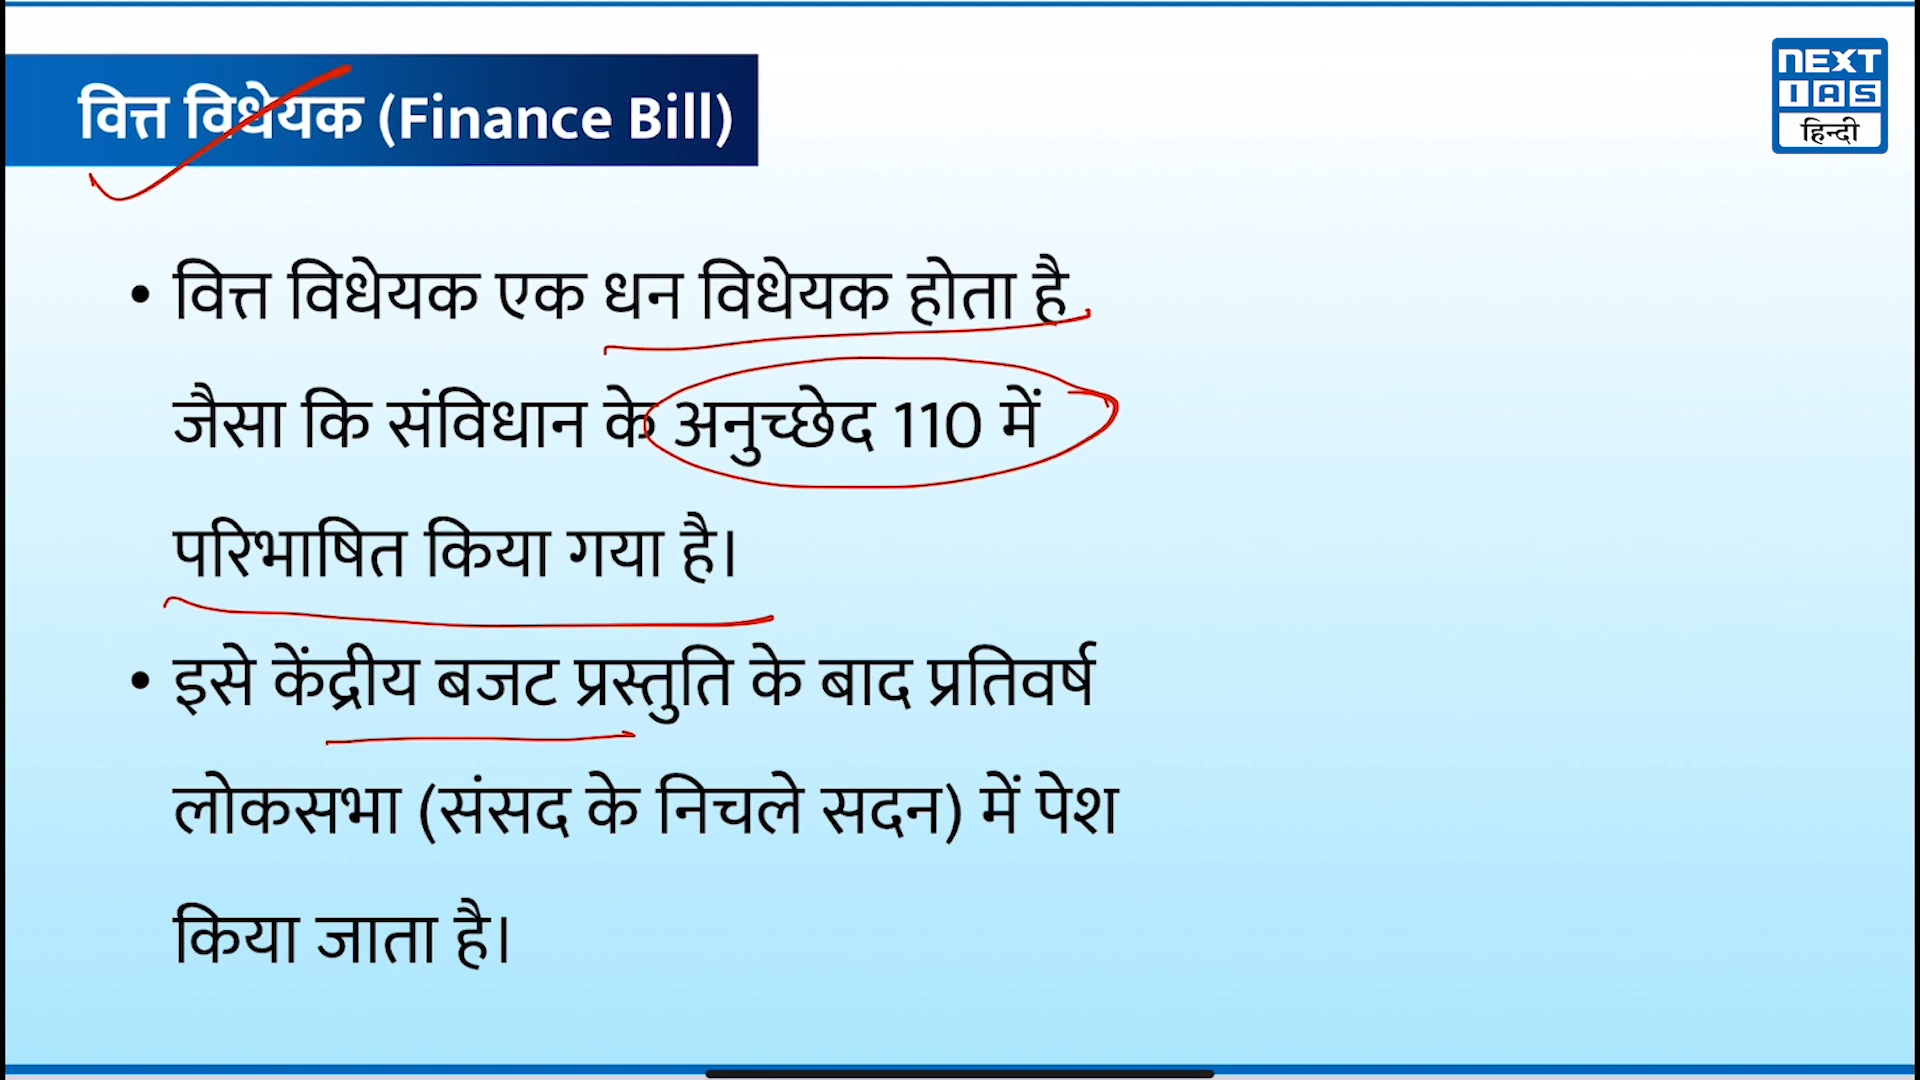 वित्त विधेयक (Finance Bill)
NEXT
IAS
हिन्दी
• वित्त विधेयक एक धन विधेयक होता है
जैसा कि संविधान के अनुच्छेद 110 में
परिभाषित किया गया है।
• इसे केंद्रीय बजट प्रस्तुति के बाद प्रतिवर्ष
लोकसभा (संसद के निचले सदन) में पेश
किया जाता है।